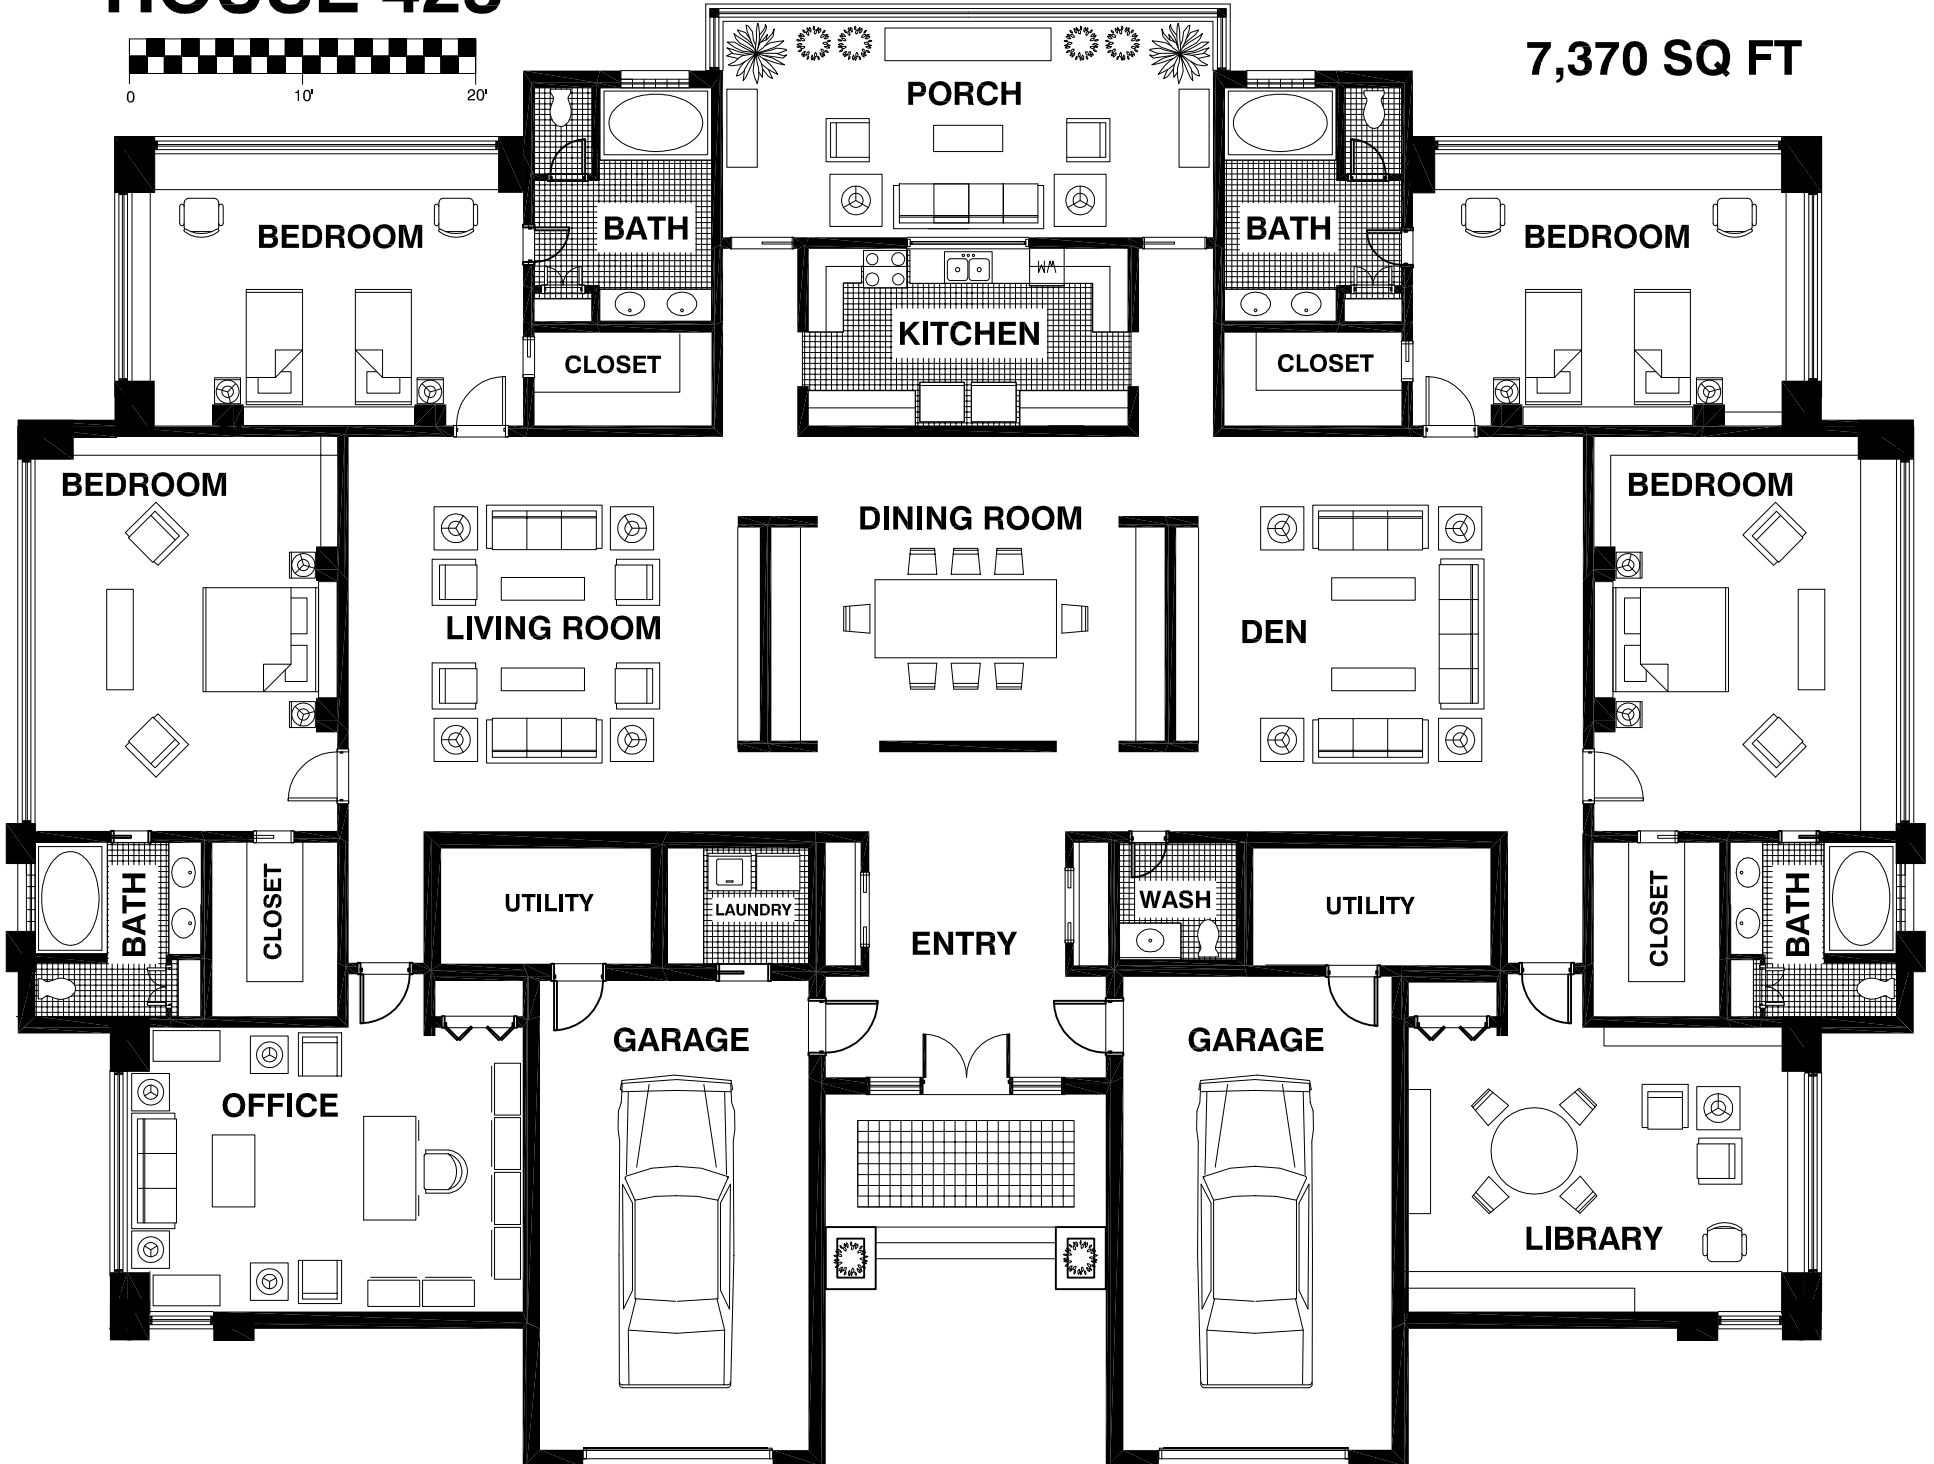 7,370 SQ FT
0 10' 20'
PORCH
BEDROOM
BATH
BATH
BEDROOM
WM
KITCHEN
CLOSET
CLOSET
BEDROOM
DINING ROOM
BEDROOM
LIVING ROOM
DEN
BATH
CLOSET
UTILITY
LAUNDRY
ENTRY
WASH
UTILITY
CLOSET
BATH
GARAGE
GARAGE
OFFICE
LIBRARY